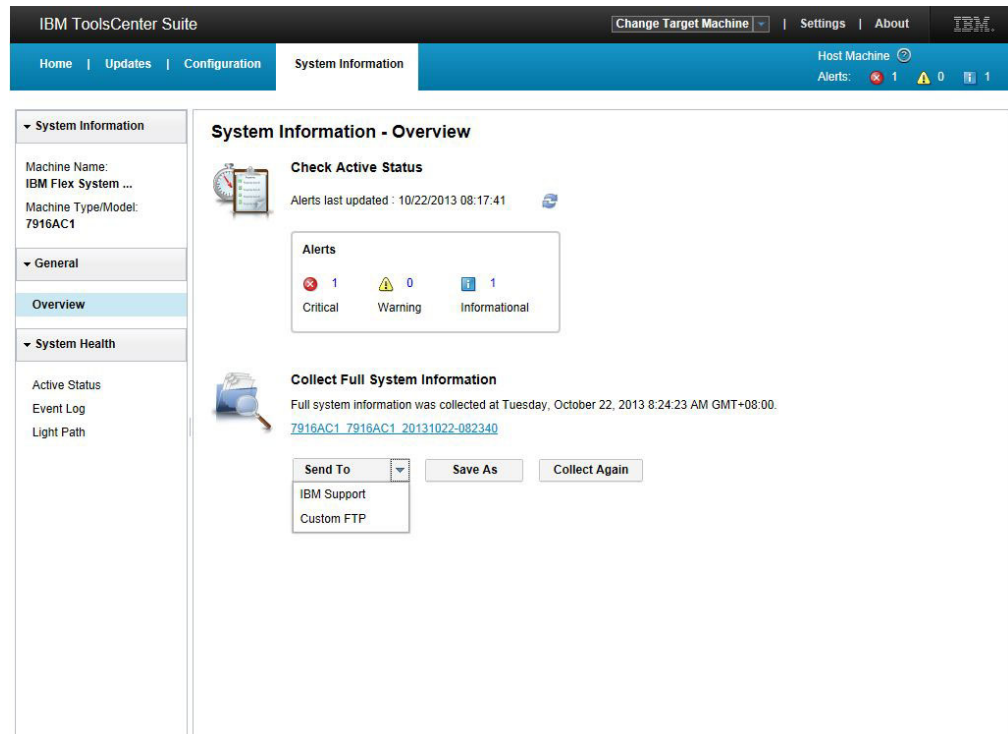 IBM ToolsCenter Suite
Change Target Machine | Settings | About IBM.
Home | Updates | Configuration System Information
Host Machine ?
Alerts: 1 0 1
System Information
Machine Name:
IBM Flex System ...
Machine Type/Model:
7916AC1
General
Overview
System Health
Active Status
Event Log
Light Path
System Information - Overview
Check Active Status
Alerts last updated : 10/22/2013 08:17:41
Alerts
1 0 1
Critical Warning Informational
Collect Full System Information
Full system information was collected at Tuesday, October 22, 2013 8:24:23 AM GMT+08:00.
7916AC1_7916AC1_20131022-082340
Send To Save As Collect Again
IBM Support
Custom FTP